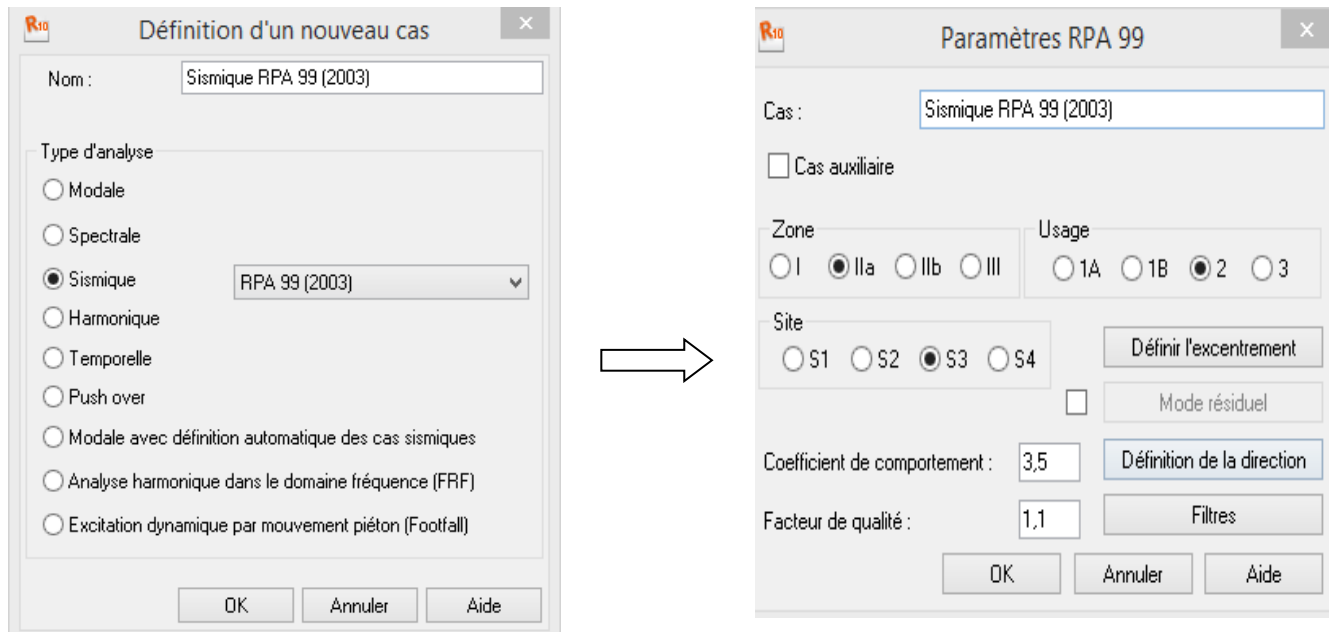 R10 Définition d'un nouveau cas
Nom : Sismique RPA 99 (2003)
Type d'analyse
Modale
Spectrale
Sismique RPA 99 (2003)
Harmonique
Temporelle
Push over
Modale avec définition automatique des cas sismiques
Analyse harmonique dans le domaine fréquence (FRF)
Excitation dynamique par mouvement piéton (Footfall)
OK Annuler Aide
R10 Paramètres RPA 99
Cas : Sismique RPA 99 (2003)
Cas auxiliaire
Zone Usage
I IIa IIb III 1A 1B 2 3
Site
S1 S2 S3 S4 Définir l'excentrement
Mode résiduel
Coefficient de comportement : 3,5 Définition de la direction
Facteur de qualité : 1,1 Filtres
OK Annuler Aide